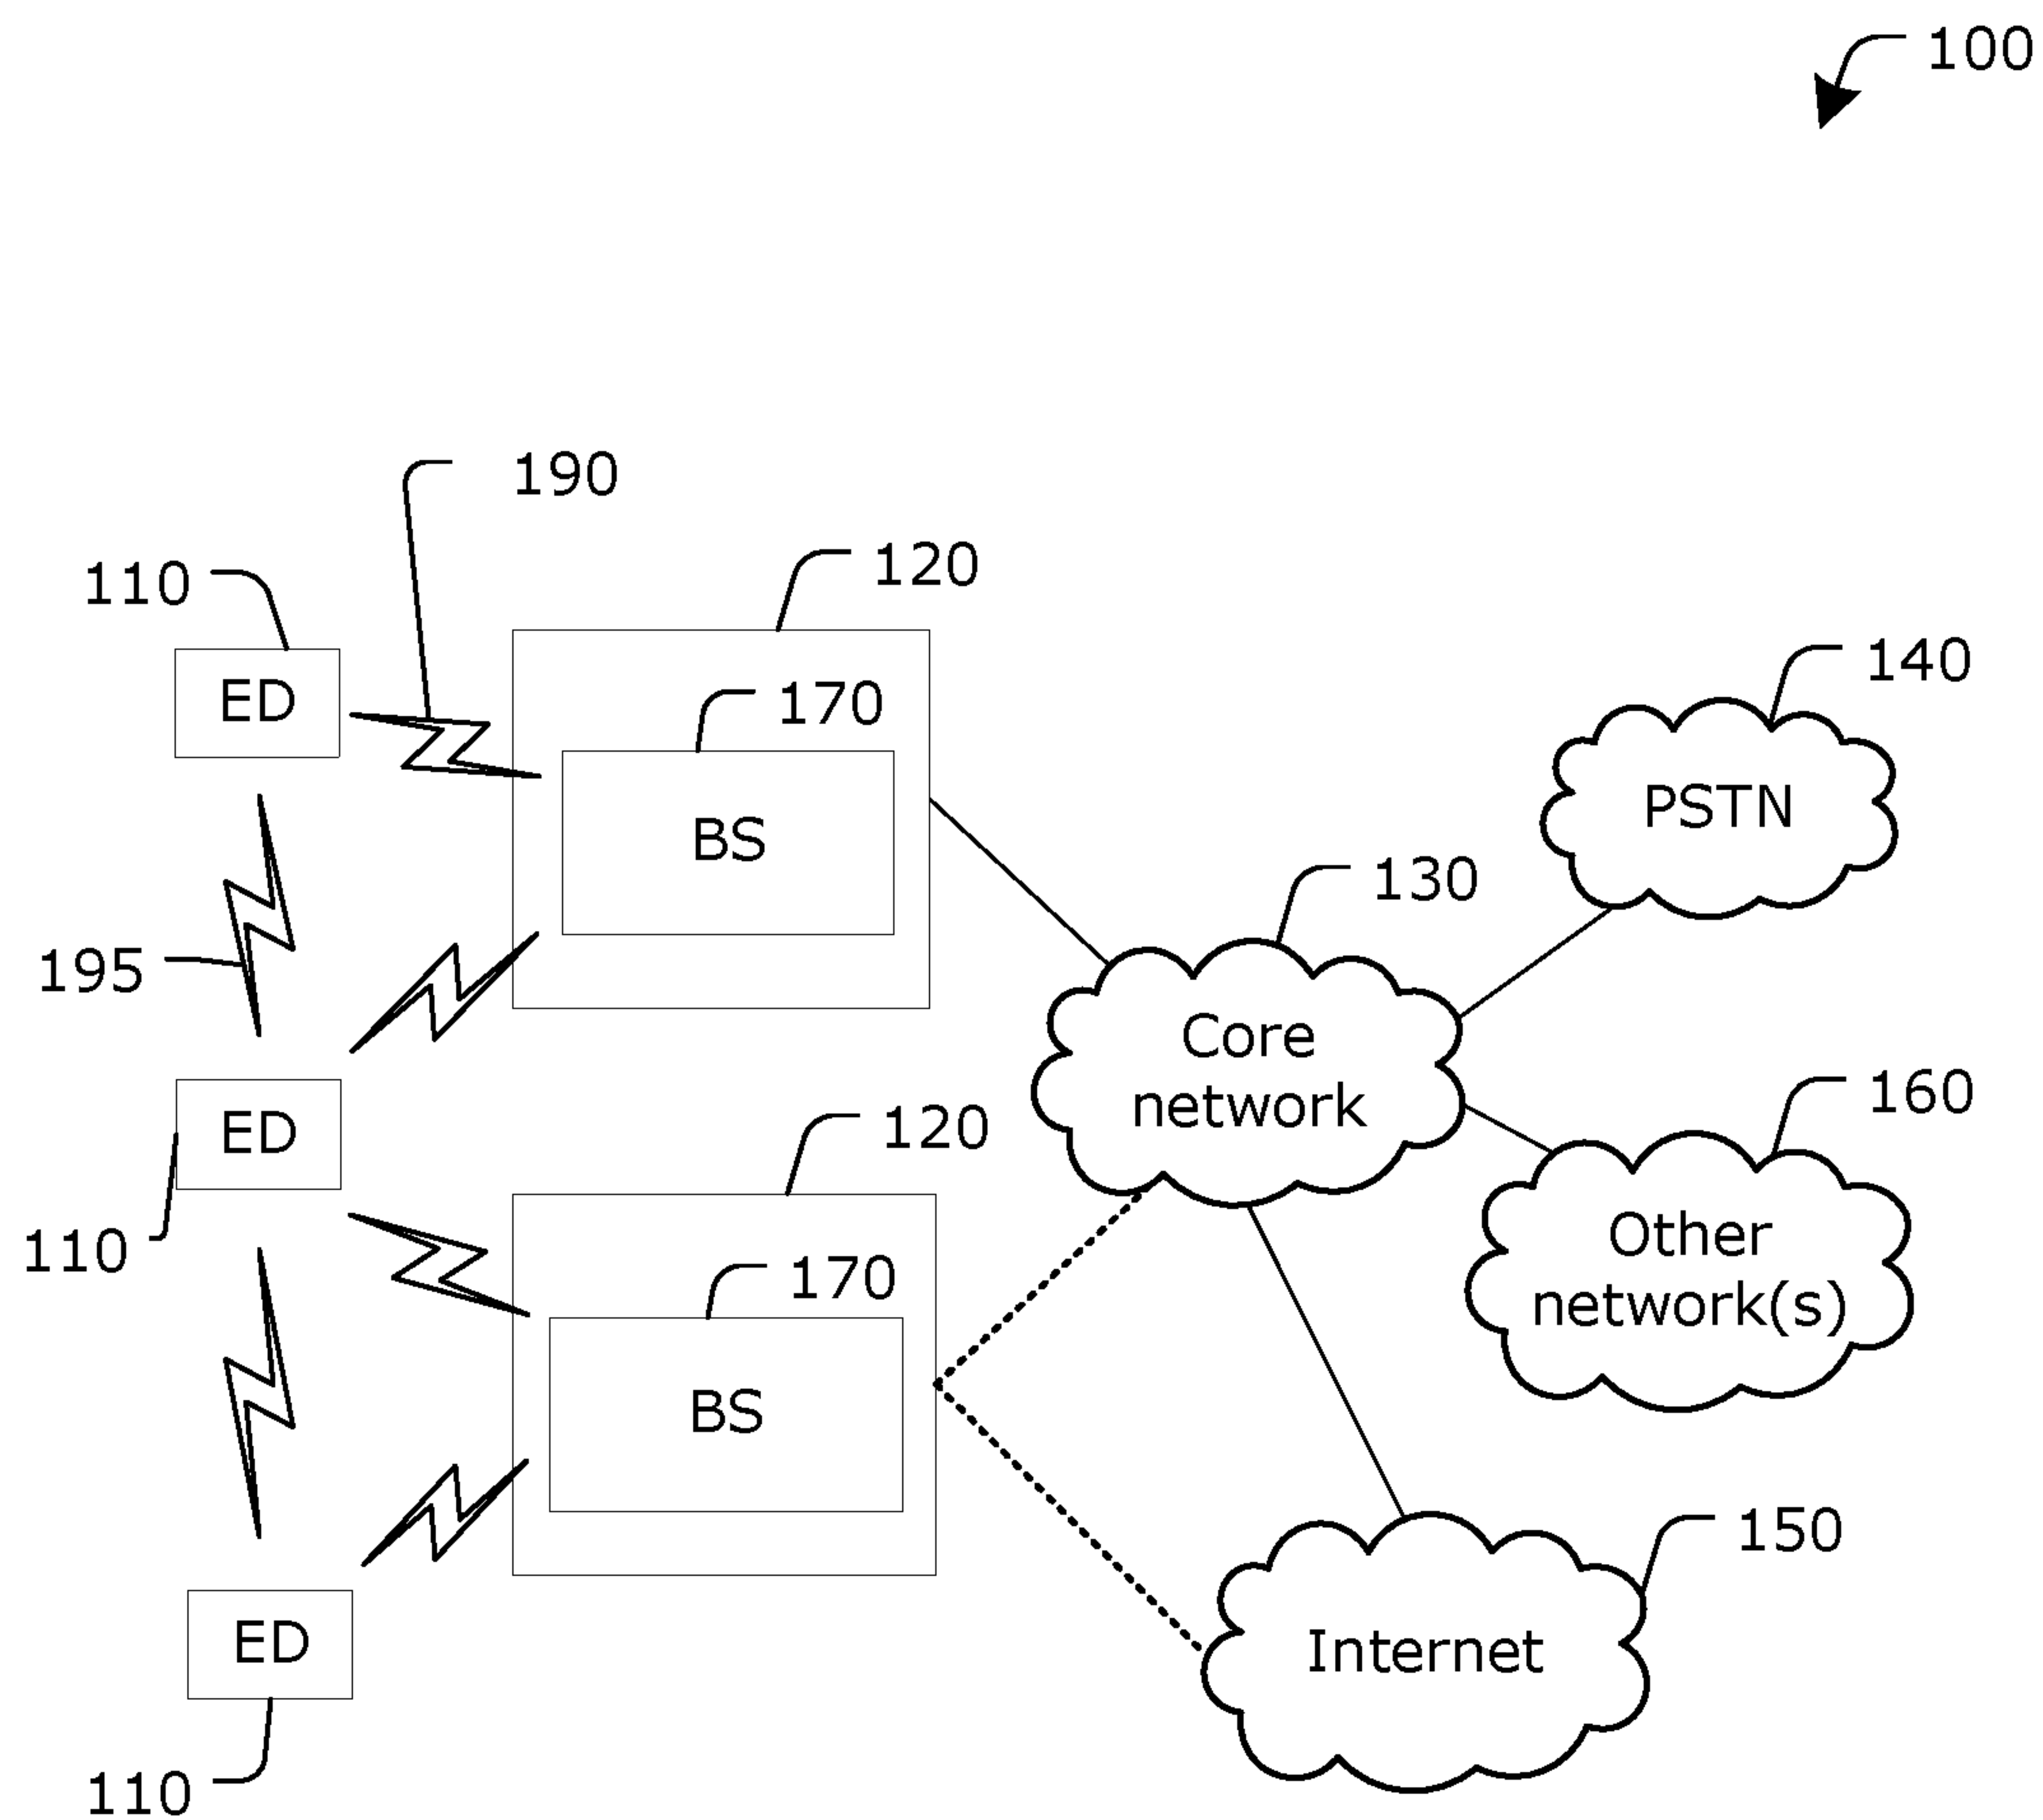 100
190
120
110
ED
170
BS
140
PSTN
130
195
Core
network
160
120
ED
110
Other
network(s)
170
BS
150
Internet
ED
110